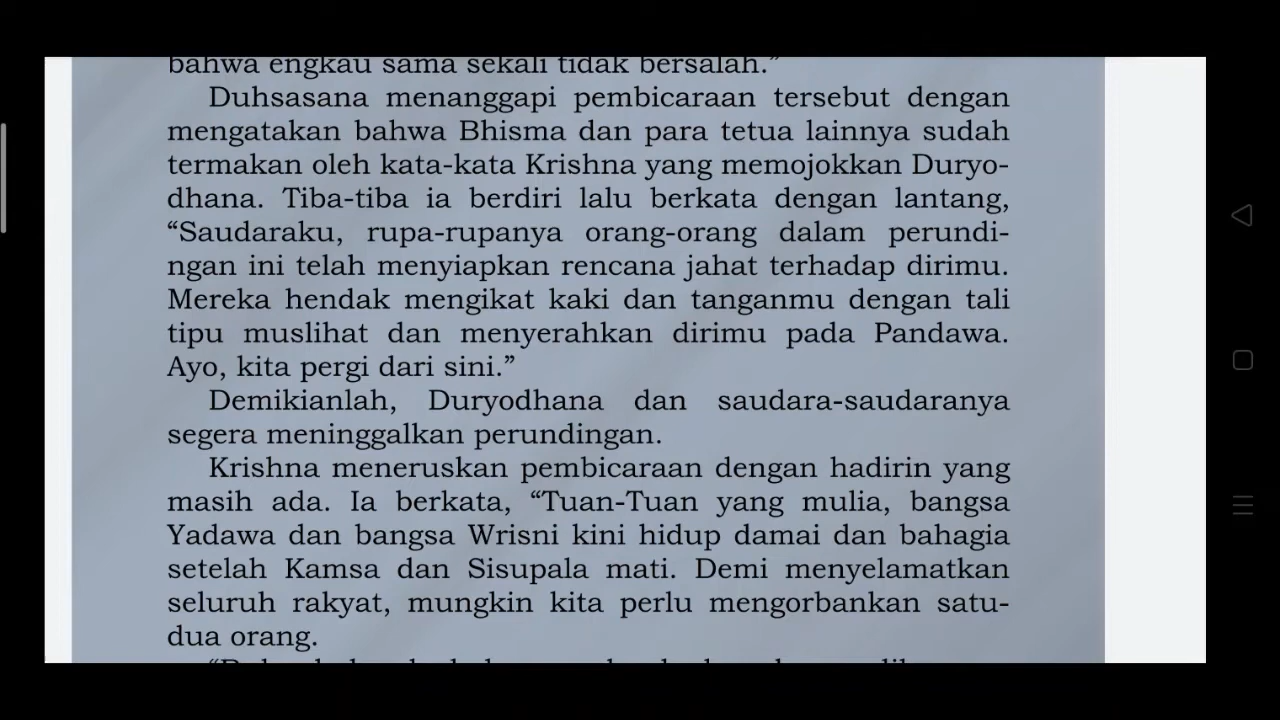 bahwa engkau sama sekali tidak bersalah.”
Duhsasana menanggapi pembicaraan tersebut dengan
mengatakan bahwa Bhisma dan para tetua lainnya sudah
termakan oleh kata-kata Krishna yang memojokkan Duryo-
dhana. Tiba-tiba ia berdiri lalu berkata dengan lantang,
“Saudaraku, rupa-rupanya orang-orang dalam perundi-
ngan ini telah menyiapkan rencana jahat terhadap dirimu.
Mereka hendak mengikat kaki dan tanganmu dengan tali
tipu muslihat dan menyerahkan dirimu pada Pandawa.
Ayo, kita pergi dari sini.”
Demikianlah, Duryodhana dan saudara-saudaranya
segera meninggalkan perundingan.
Krishna meneruskan pembicaraan dengan hadirin yang
masih ada. Ia berkata, “Tuan-Tuan yang mulia, bangsa
Yadawa dan bangsa Wrisni kini hidup damai dan bahagia
setelah Kamsa dan Sisupala mati. Demi menyelamatkan
seluruh rakyat, mungkin kita perlu mengorbankan satu-
dua orang.